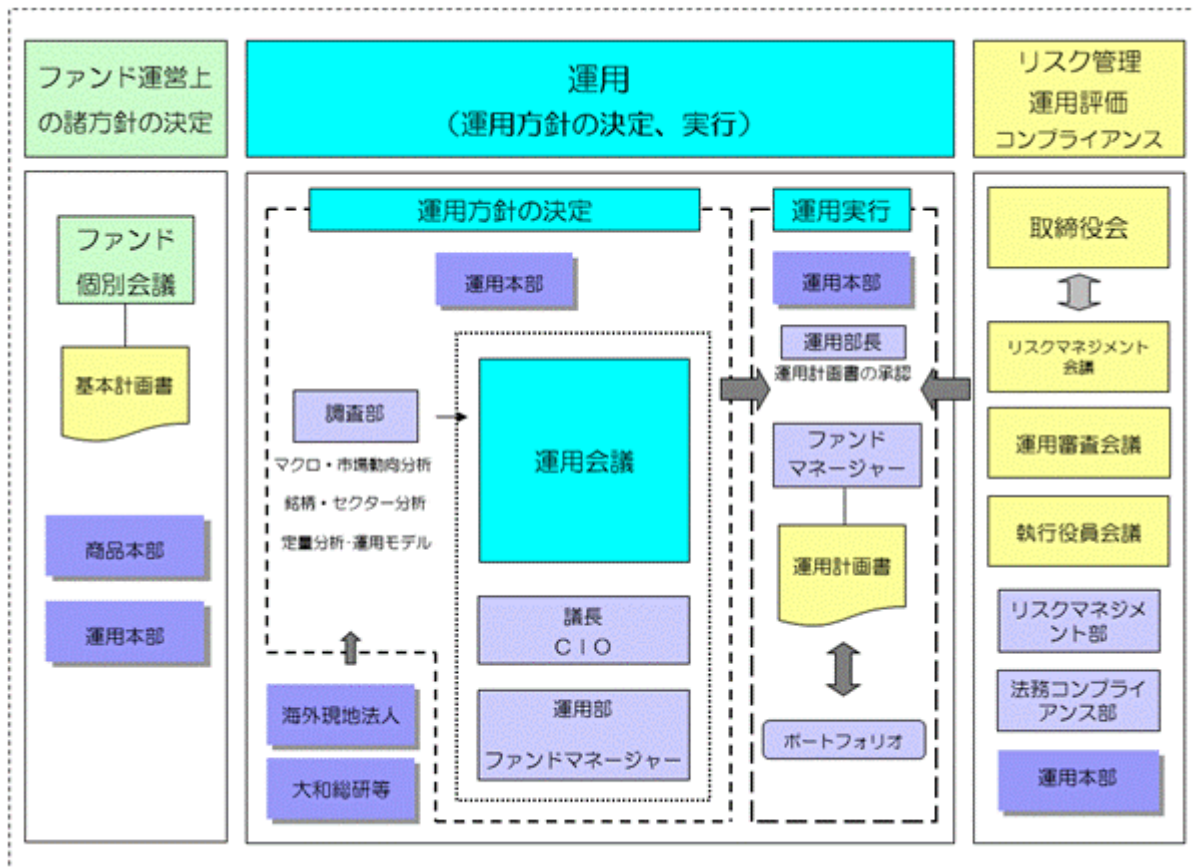 ファンド運営上
の諸方針の決定
ファンド
個別会議
基本計画書
商品本部
運用本部
運用
（運用方針の決定、実行）
運用方針の決定
運用本部
調査部
マクロ・市場動向分析
銘柄・セクター分析
定量分析・運用モデル
運用会議
議長
ＣＩＯ
運用部
ファンドマネージャー
海外現地法人
大和総研等
運用実行
運用本部
運用部長
運用計画書の承認
ファンド
マネージャー
運用計画書
ポートフォリオ
リスク管理
運用評価
コンプライアンス
取締役会
リスクマネジメント
会議
運用審査会議
執行役員会議
リスクマネジメ
ント部
法務コンプライ
アンス部
運用本部